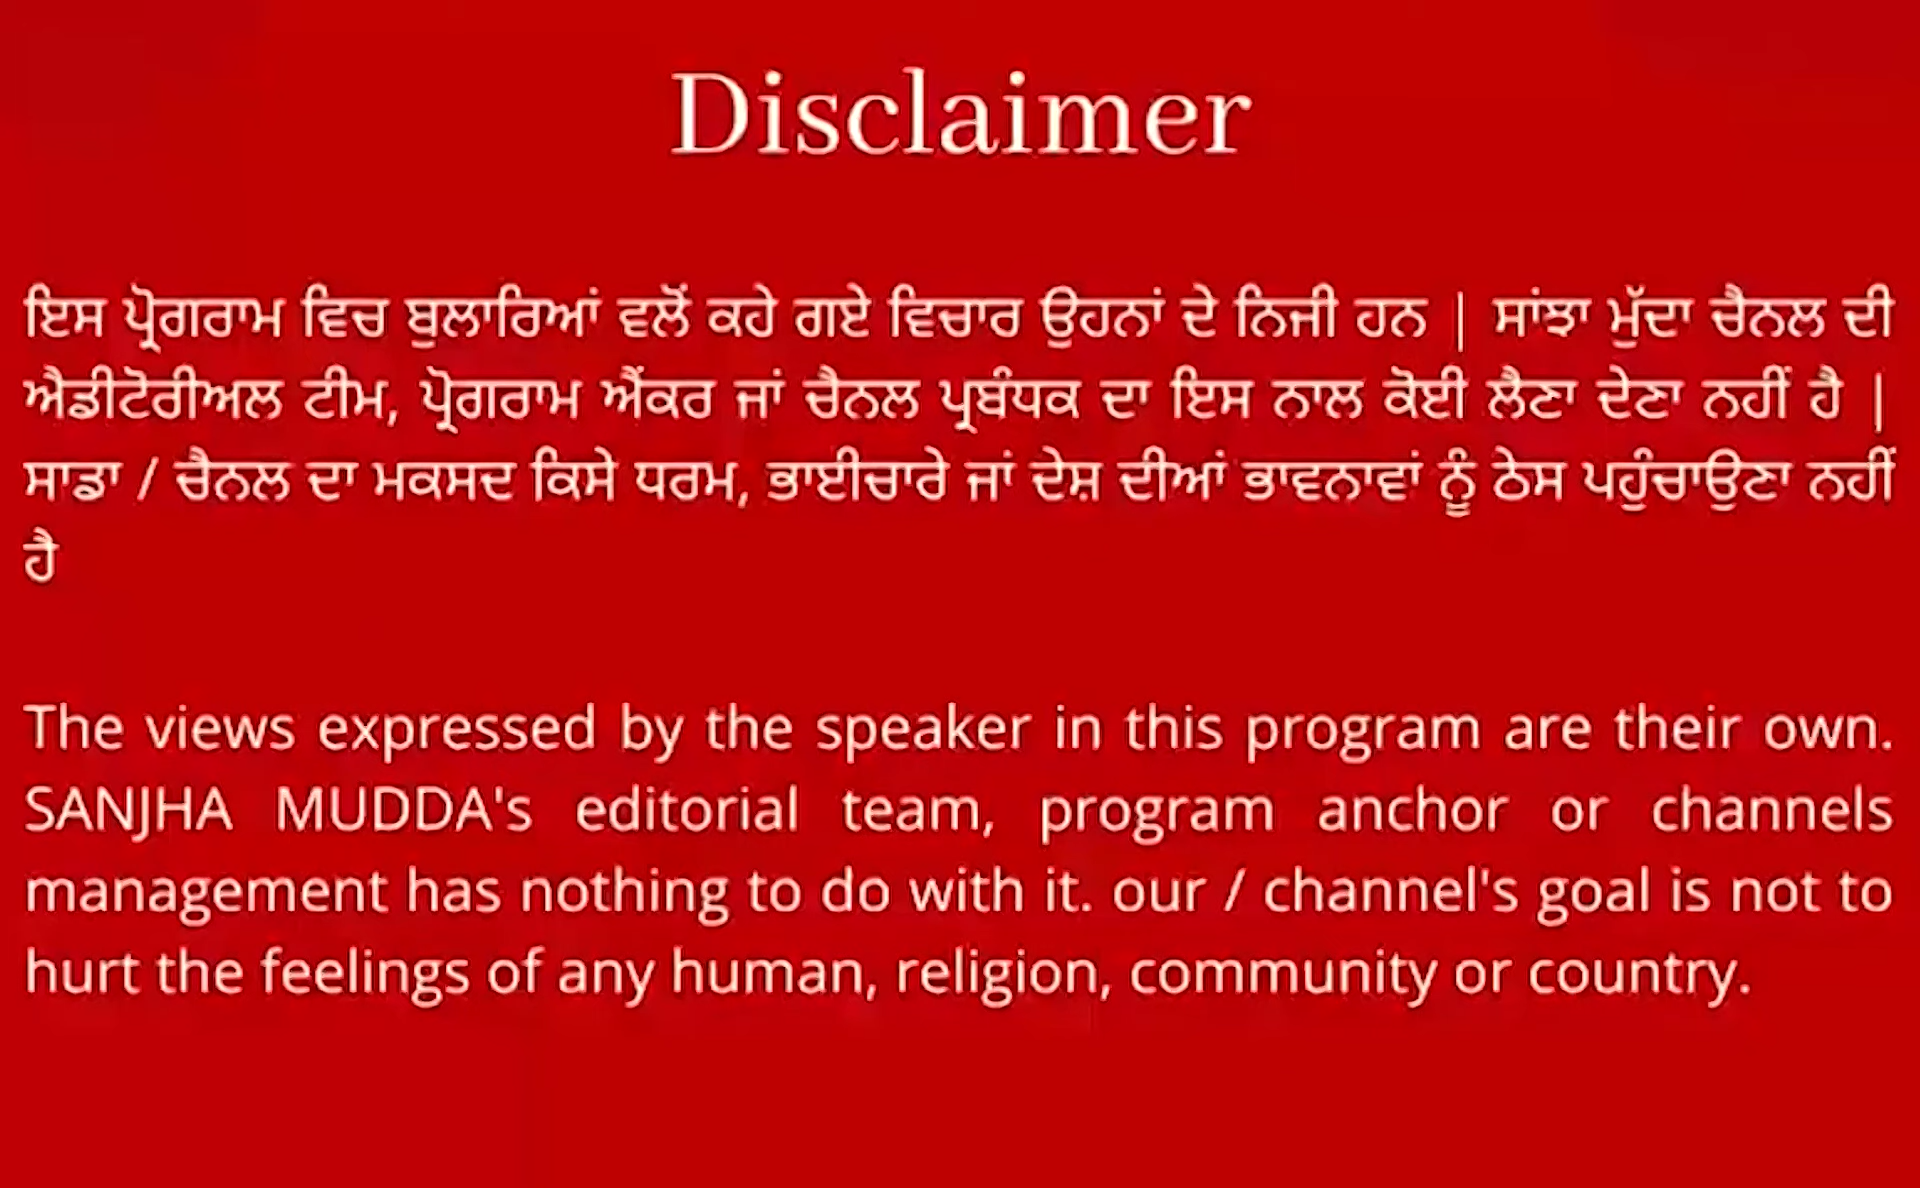 Disclaimer
ਇਸ ਪ੍ਰੋਗਰਾਮ ਵਿਚ ਬੁਲਾਰਿਆਂ ਵਲੋਂ ਕਹੇ ਗਏ ਵਿਚਾਰ ਉਹਨਾਂ ਦੇ ਨਿਜੀ ਹਨ | ਸਾਂਝਾ ਮੁੱਦਾ ਚੈਨਲ ਦੀ
ਐਡੀਟੋਰੀਅਲ ਟੀਮ, ਪ੍ਰੋਗਰਾਮ ਐਂਕਰ ਜਾਂ ਚੈਨਲ ਪ੍ਰਬੰਧਕ ਦਾ ਇਸ ਨਾਲ ਕੋਈ ਲੈਣਾ ਦੇਣਾ ਨਹੀਂ ਹੈ |
ਸਾਡਾ / ਚੈਨਲ ਦਾ ਮਕਸਦ ਕਿਸੇ ਧਰਮ, ਭਾਈਚਾਰੇ ਜਾਂ ਦੇਸ਼ ਦੀਆਂ ਭਾਵਨਾਵਾਂ ਨੂੰ ਠੇਸ ਪਹੁੰਚਾਉਣਾ ਨਹੀਂ
ਹੈ
The views expressed by the speaker in this program are their own.
SANJHA MUDDA's editorial team, program anchor or channels
management has nothing to do with it. our / channel's goal is not to
hurt the feelings of any human, religion, community or country.